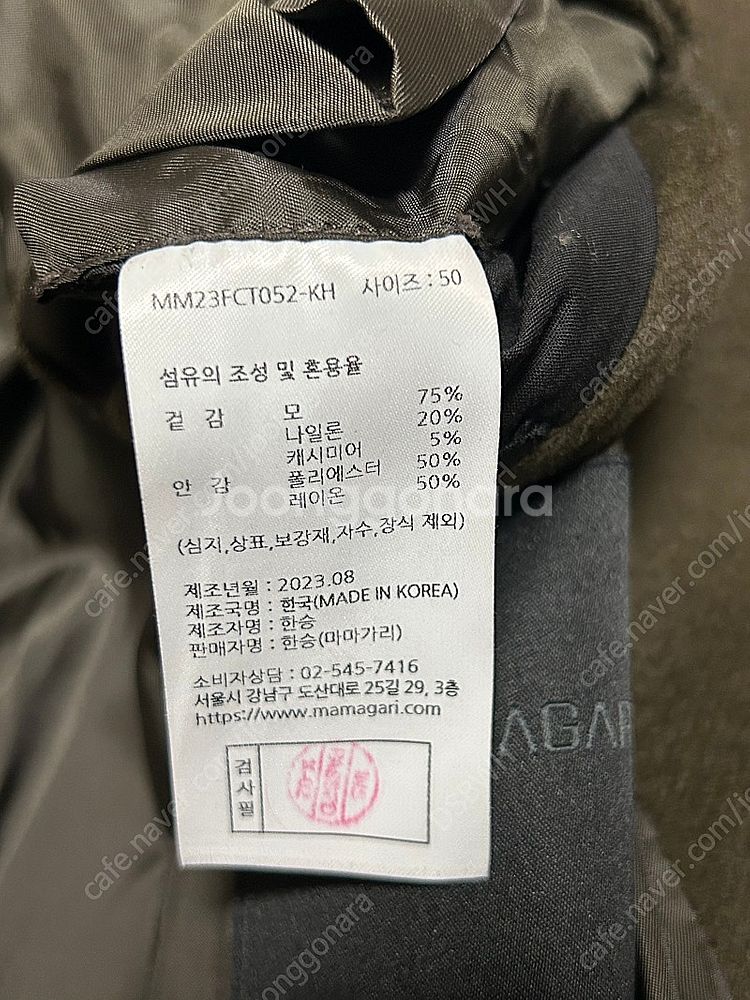 MM23FCT052-KH 사이즈 : 50
섬유의 조성 및 혼용율
겉 감 모 75%
나일론 20%
캐시미어 5%
안 감 폴리에스터 50%
레이온 50%
(심지,상표,보강재,자수,장식 제외)
제조년월 : 2023.08
제조국명 : 한국(MADE IN KOREA)
제조자명 : 한승
판매자명 : 한승(마마가리)
소비자상담 : 02-545-7416
서울시 강남구 도산대로 25길 29, 3층
https://www.mamagari.com
검사필
AGAR
Joonggonara
cafe.naver.com/jo